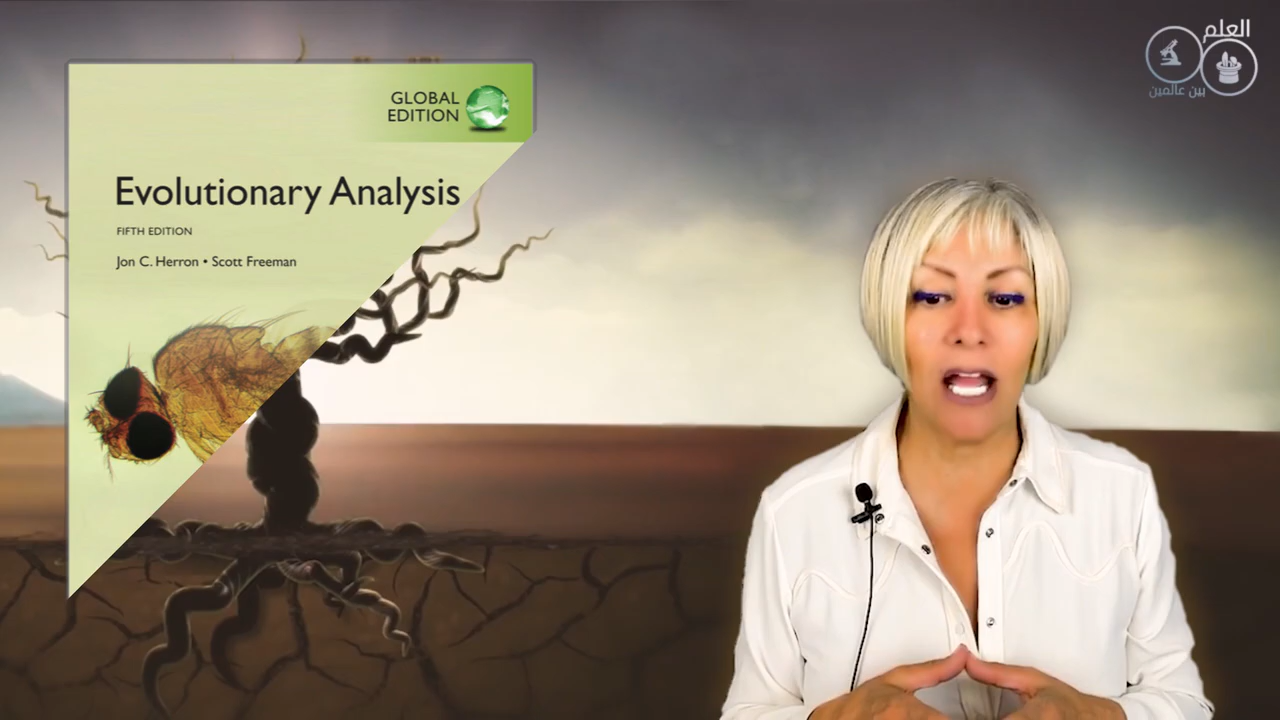 GLOBAL
EDITION
Evolutionary Analysis
FIFTH EDITION
Jon C. Herron • Scott Freeman
العلم
بين عالمين